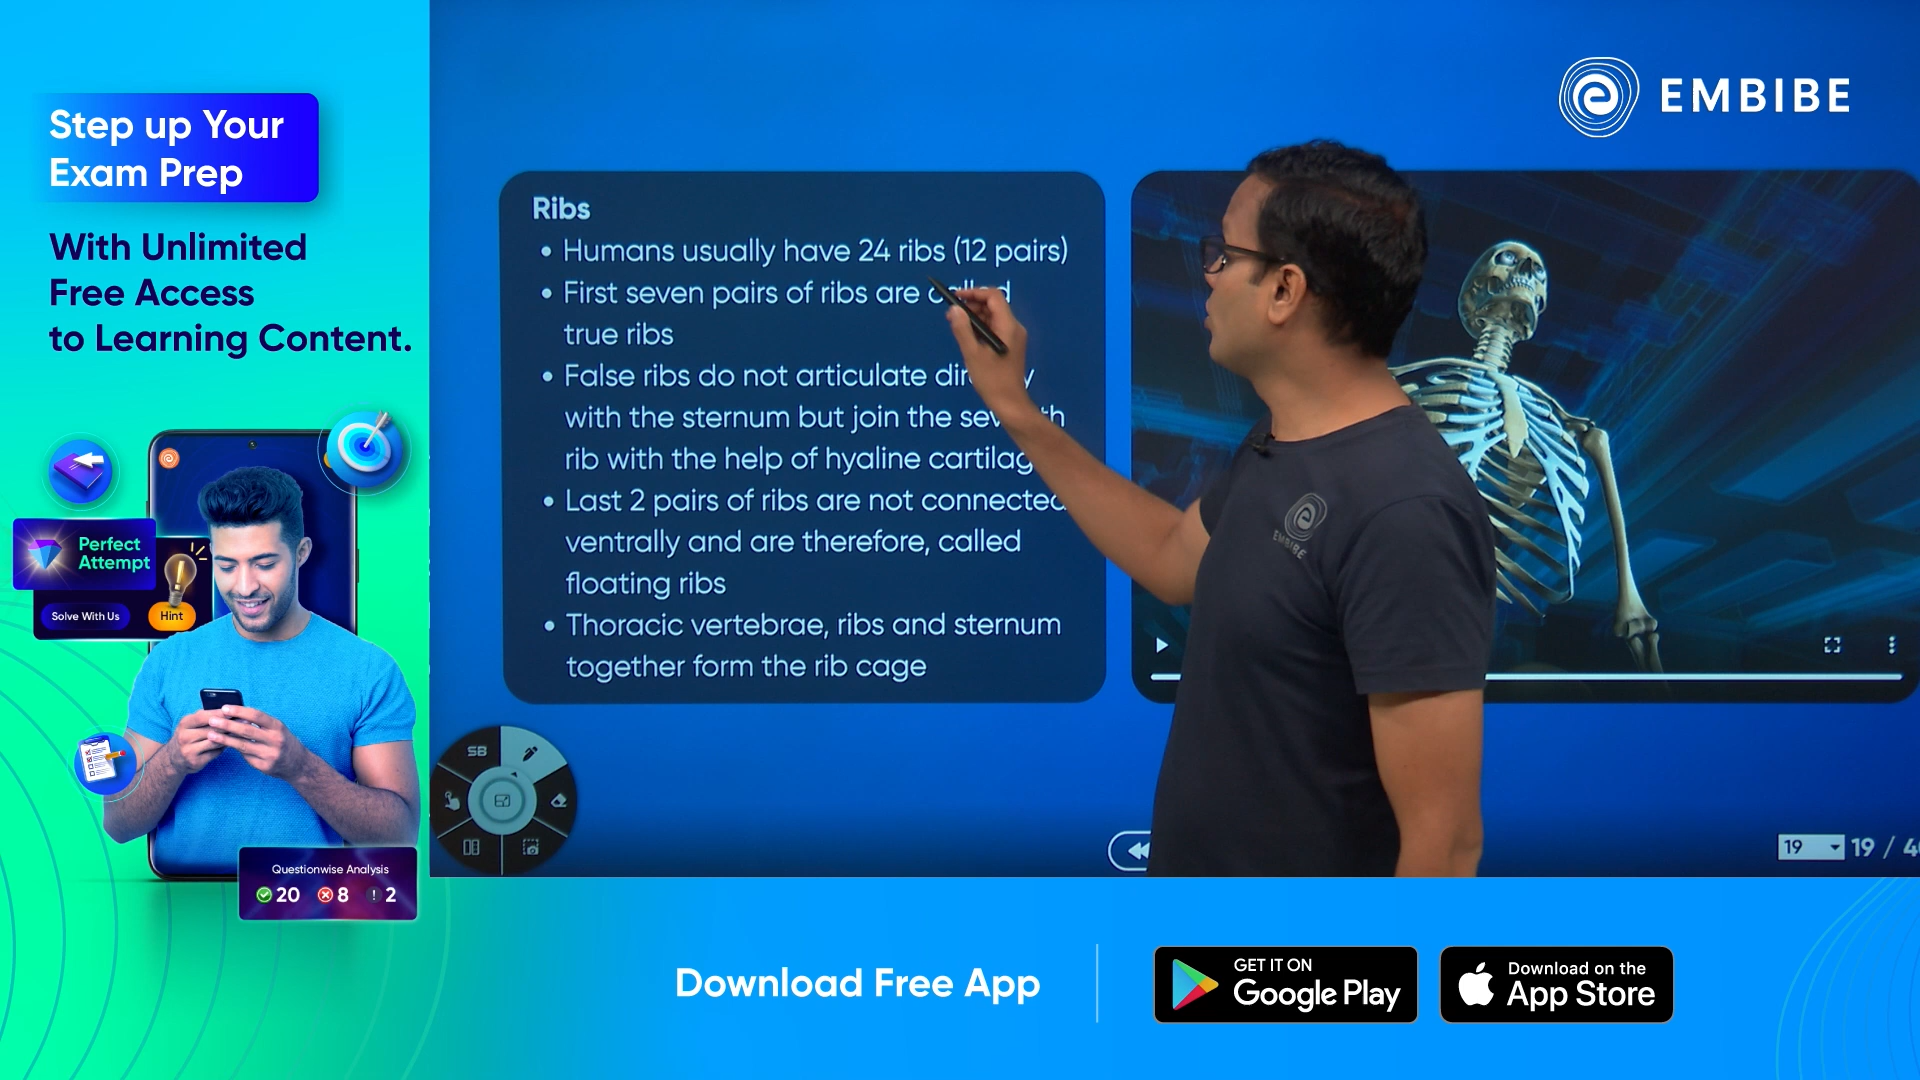 Step up Your
Exam Prep
With Unlimited
Free Access
to Learning Content.
Perfect
Attempt
Solve With Us
Hint
Questionwise Analysis
20 8 2
EMBIBE
Ribs
• Humans usually have 24 ribs (12 pairs)
• First seven pairs of ribs are called
true ribs
• False ribs do not articulate
with the sternum but join the
rib with the help of hyaline
• Last 2 pairs of ribs are not connected
ventrally and are therefore, called
floating ribs
• Thoracic vertebrae, ribs and sternum
together form the rib cage
EMBIBE
SB
19 19 /
Download Free App
GET IT ON
Google Play
Download on the
App Store